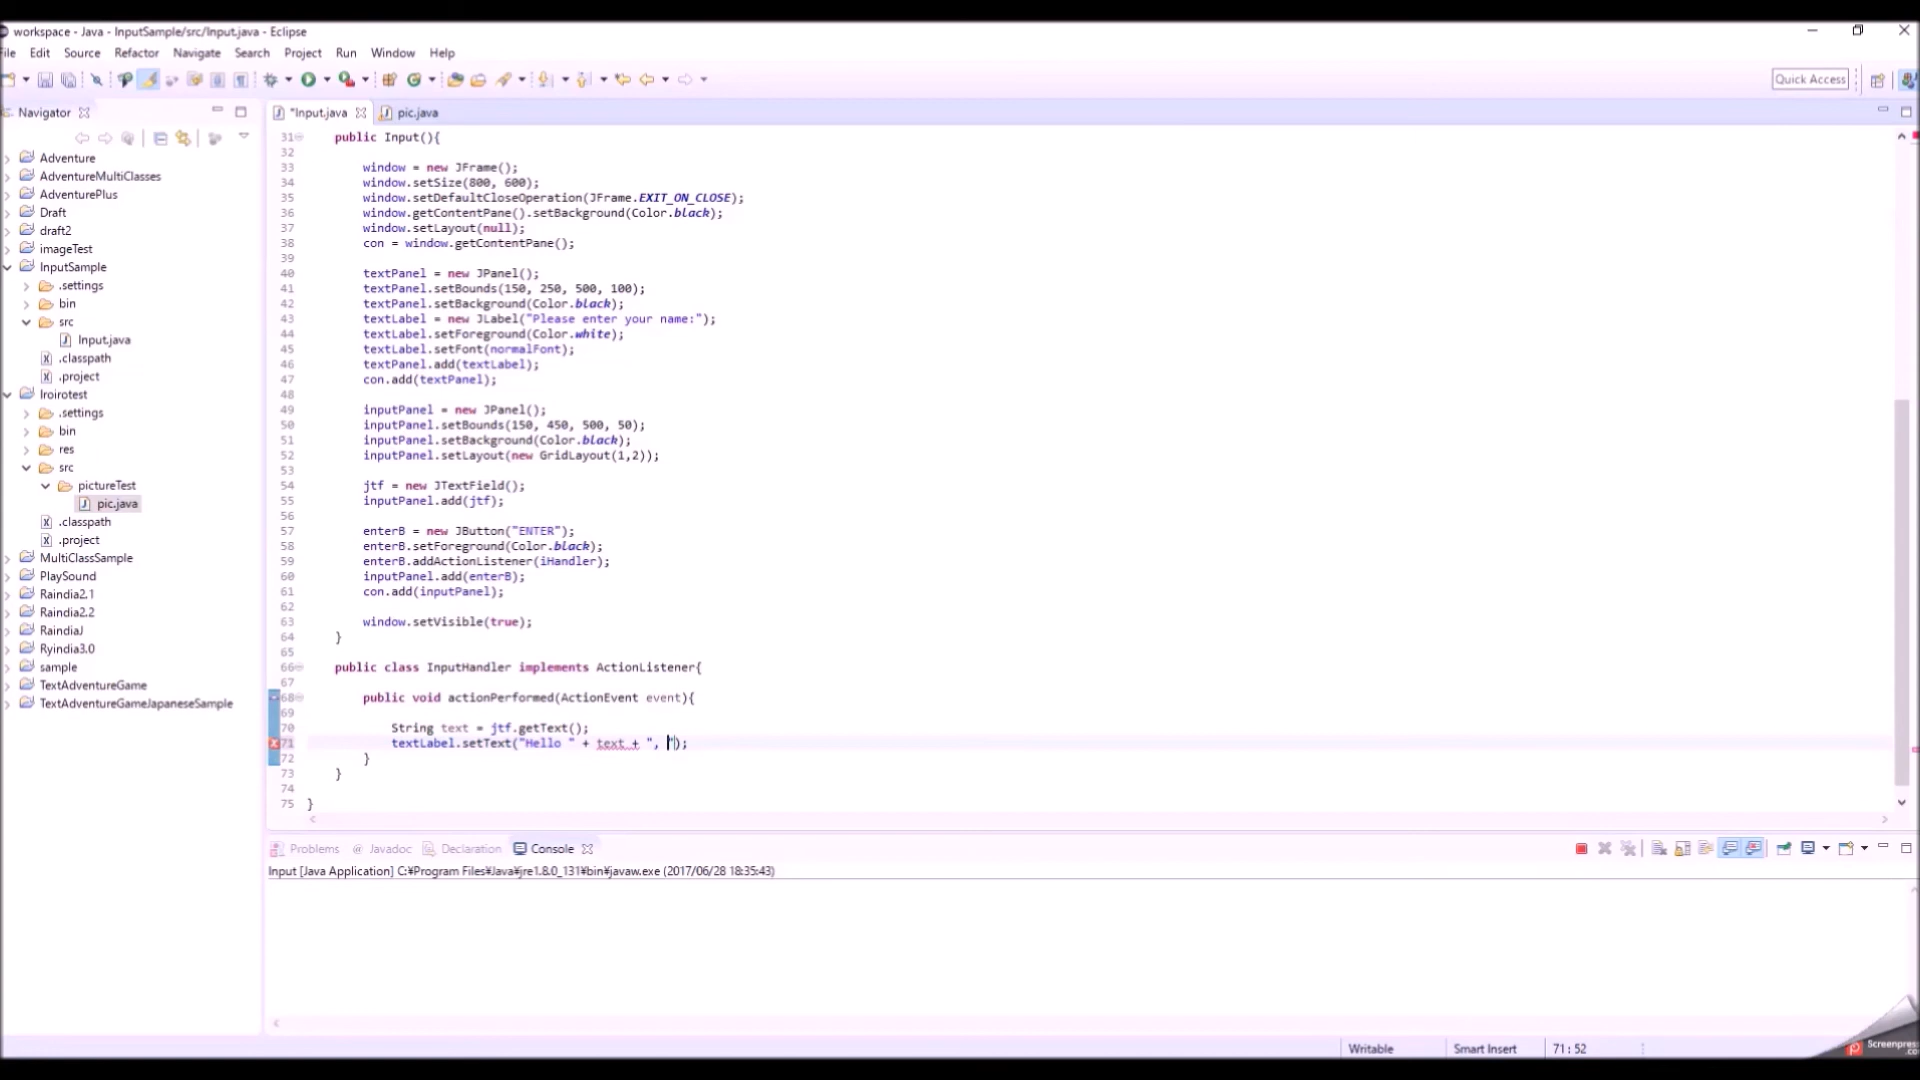 workspace - Java - InputSample/src/Input.java - Eclipse
File Edit Source Refactor Navigate Search Project Run Window Help
Quick Access
Navigator
*Input.java pic.java
Adventure
AdventureMultiClasses
AdventurePlus
Draft
draft2
imageTest
InputSample
.settings
bin
src
Input.java
.classpath
.project
Iroirotest
.settings
bin
res
src
pictureTest
pic.java
.classpath
.project
MultiClassSample
PlaySound
Raindia2.1
Raindia2.2
RaindiaJ
Ryindia3.0
sample
TextAdventureGame
TextAdventureGameJapaneseSample
31 public Input(){
32
33 window = new JFrame();
34 window.setSize(800, 600);
35 window.setDefaultCloseOperation(JFrame.EXIT_ON_CLOSE);
36 window.getContentPane().setBackground(Color.black);
37 window.setLayout(null);
38 con = window.getContentPane();
39
40 textPanel = new JPanel();
41 textPanel.setBounds(150, 250, 500, 100);
42 textPanel.setBackground(Color.black);
43 textLabel = new JLabel("Please enter your name:");
44 textLabel.setForeground(Color.white);
45 textLabel.setFont(normalFont);
46 textPanel.add(textLabel);
47 con.add(textPanel);
48
49 inputPanel = new JPanel();
50 inputPanel.setBounds(150, 450, 500, 50);
51 inputPanel.setBackground(Color.black);
52 inputPanel.setLayout(new GridLayout(1,2));
53
54 jtf = new JTextField();
55 inputPanel.add(jtf);
56
57 enterB = new JButton("ENTER");
58 enterB.setForeground(Color.black);
59 enterB.addActionListener(iHandler);
60 inputPanel.add(enterB);
61 con.add(inputPanel);
62
63 window.setVisible(true);
64 }
65
66 public class InputHandler implements ActionListener{
67
68 public void actionPerformed(ActionEvent event){
69
70 String text = jtf.getText();
71 textLabel.setText("Hello " + text + ", ");
72 }
73 }
74
75 }
Problems Javadoc Declaration Console
Input [Java Application] C:¥Program Files¥Java¥jre1.8.0_131¥bin¥javaw.exe (2017/06/28 18:35:43)
Writable Smart Insert 71 : 52